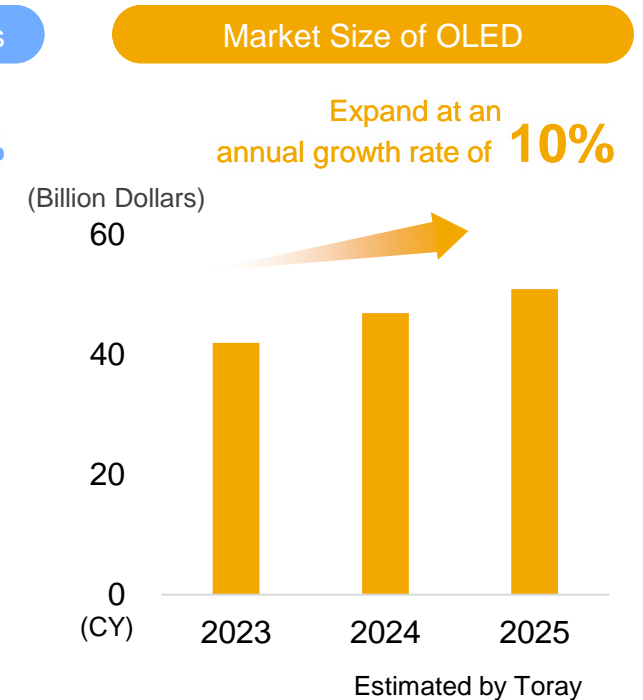 s
Market Size of OLED
Expand at an
annual growth rate of 10%
(Billion Dollars)
60
40
20
0
(CY) 2023 2024 2025
Estimated by Toray